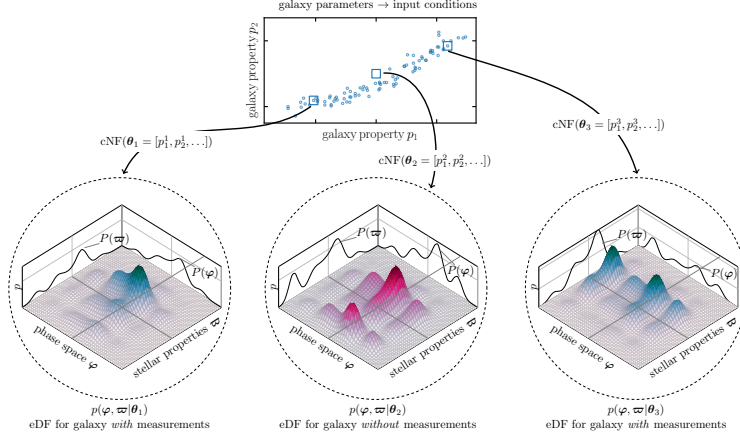 galaxy parameters → input conditions
galaxy property p₂
galaxy property p₁
cNF(θ₁ = [p₁¹, p₂¹, . . .])
cNF(θ₂ = [p₁², p₂², . . .])
cNF(θ₃ = [p₁³, p₂³, . . .])
P(ϖ)
P(φ)
p
phase space φ
stellar properties ϖ
P(ϖ)
P(φ)
p
phase space φ
stellar properties ϖ
P(ϖ)
P(φ)
p
phase space φ
stellar properties ϖ
p(φ, ϖ|θ₁)
eDF for galaxy with measurements
p(φ, ϖ|θ₂)
eDF for galaxy without measurements
p(φ, ϖ|θ₃)
eDF for galaxy with measurements